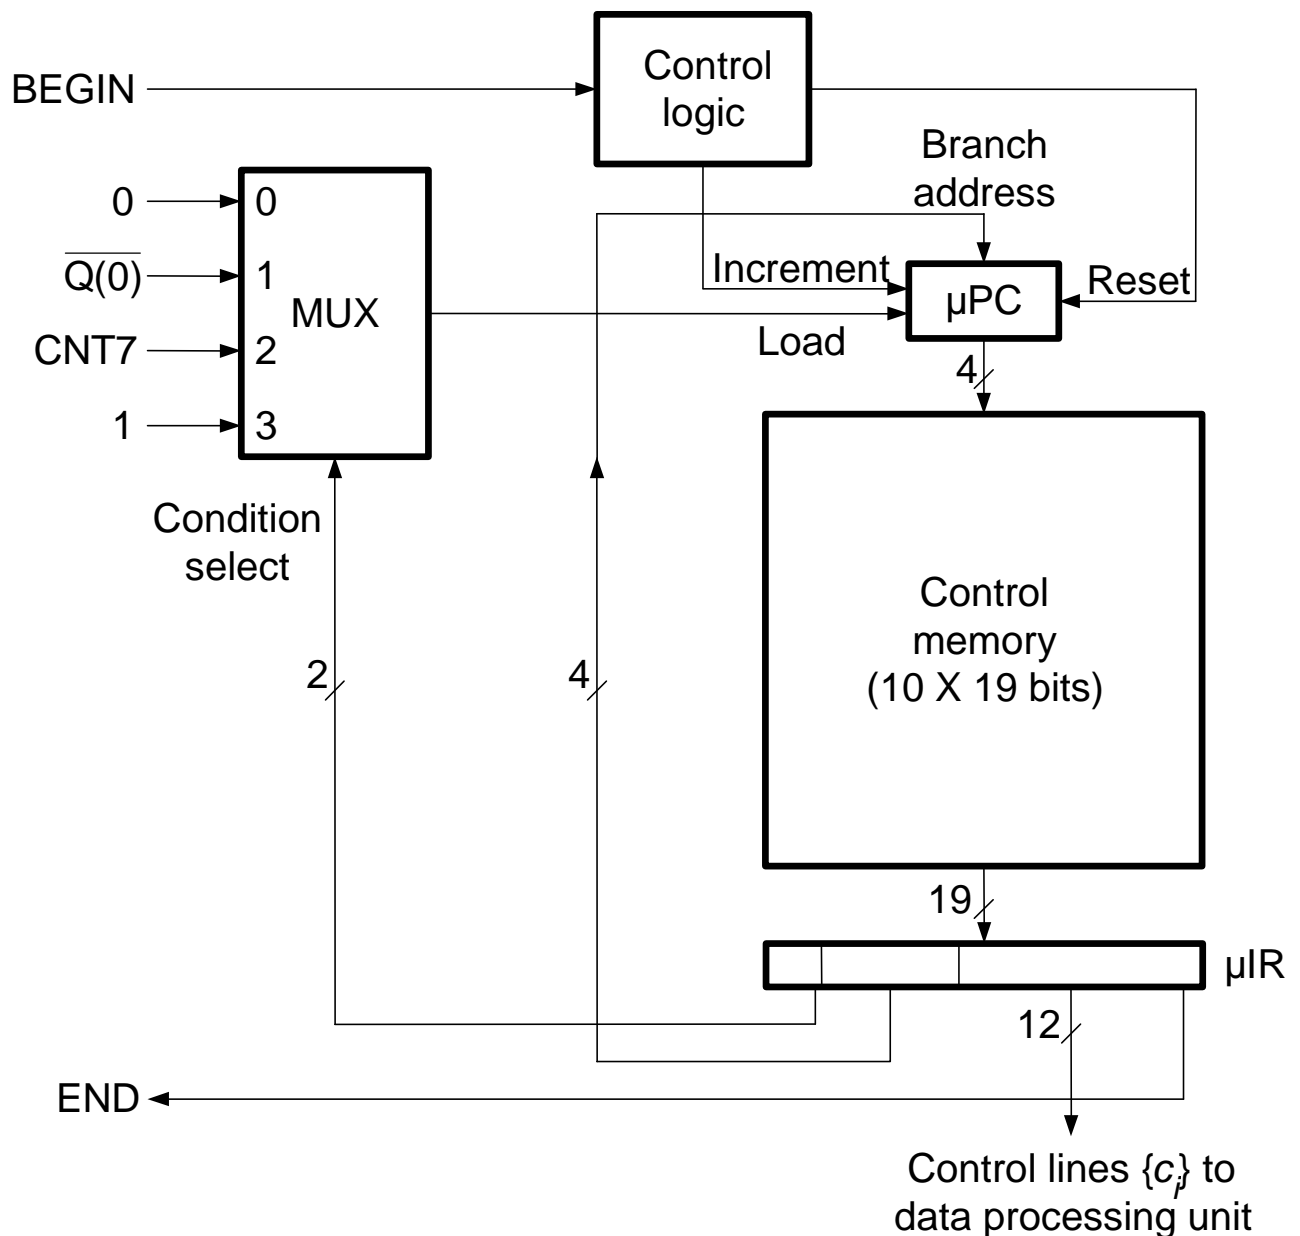 Control
logic
BEGIN
Branch
address
0
0
Q(0)
1
Increment
Reset
MUX
μPC
CNT7
2
Load
4
1
3
Condition
select
Control
memory
(10 X 19 bits)
2
4
19
μIR
12
END
Control lines {c_i} to
data processing unit